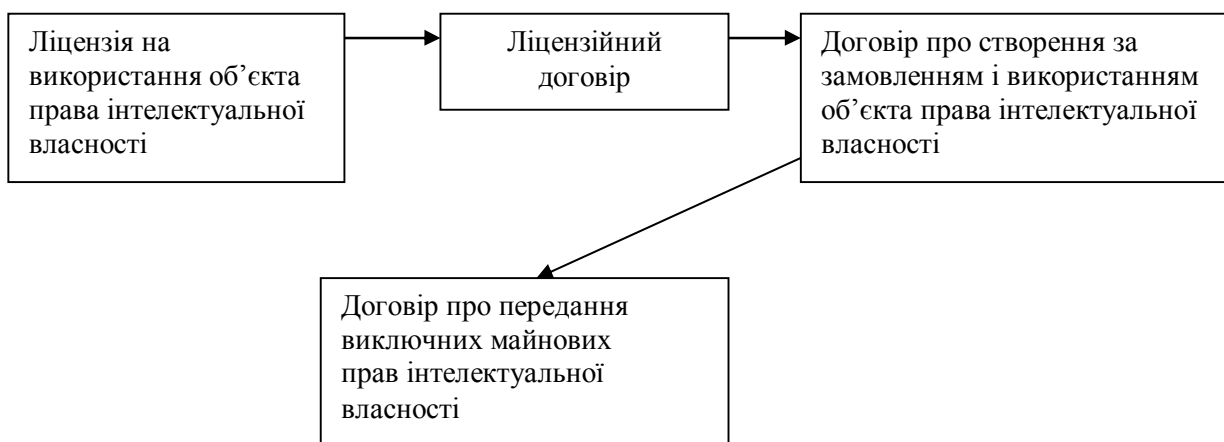 Ліцензія на
використання об’єкта
права інтелектуальної
власності
Ліцензійний
договір
Договір про створення за
замовленням і використанням
об’єкта права інтелектуальної
власності
Договір про передання
виключних майнових
прав інтелектуальної
власності